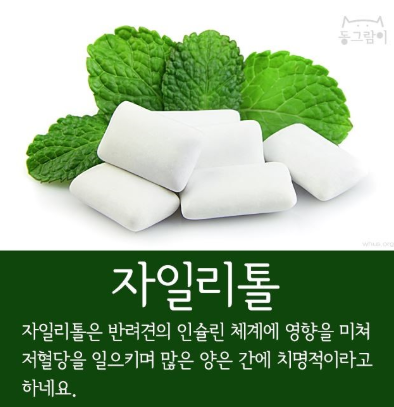 동그람이
자일리톨
자일리톨은 반려견의 인슐린 체계에 영향을 미쳐
저혈당을 일으키며 많은 양은 간에 치명적이라고
하네요.